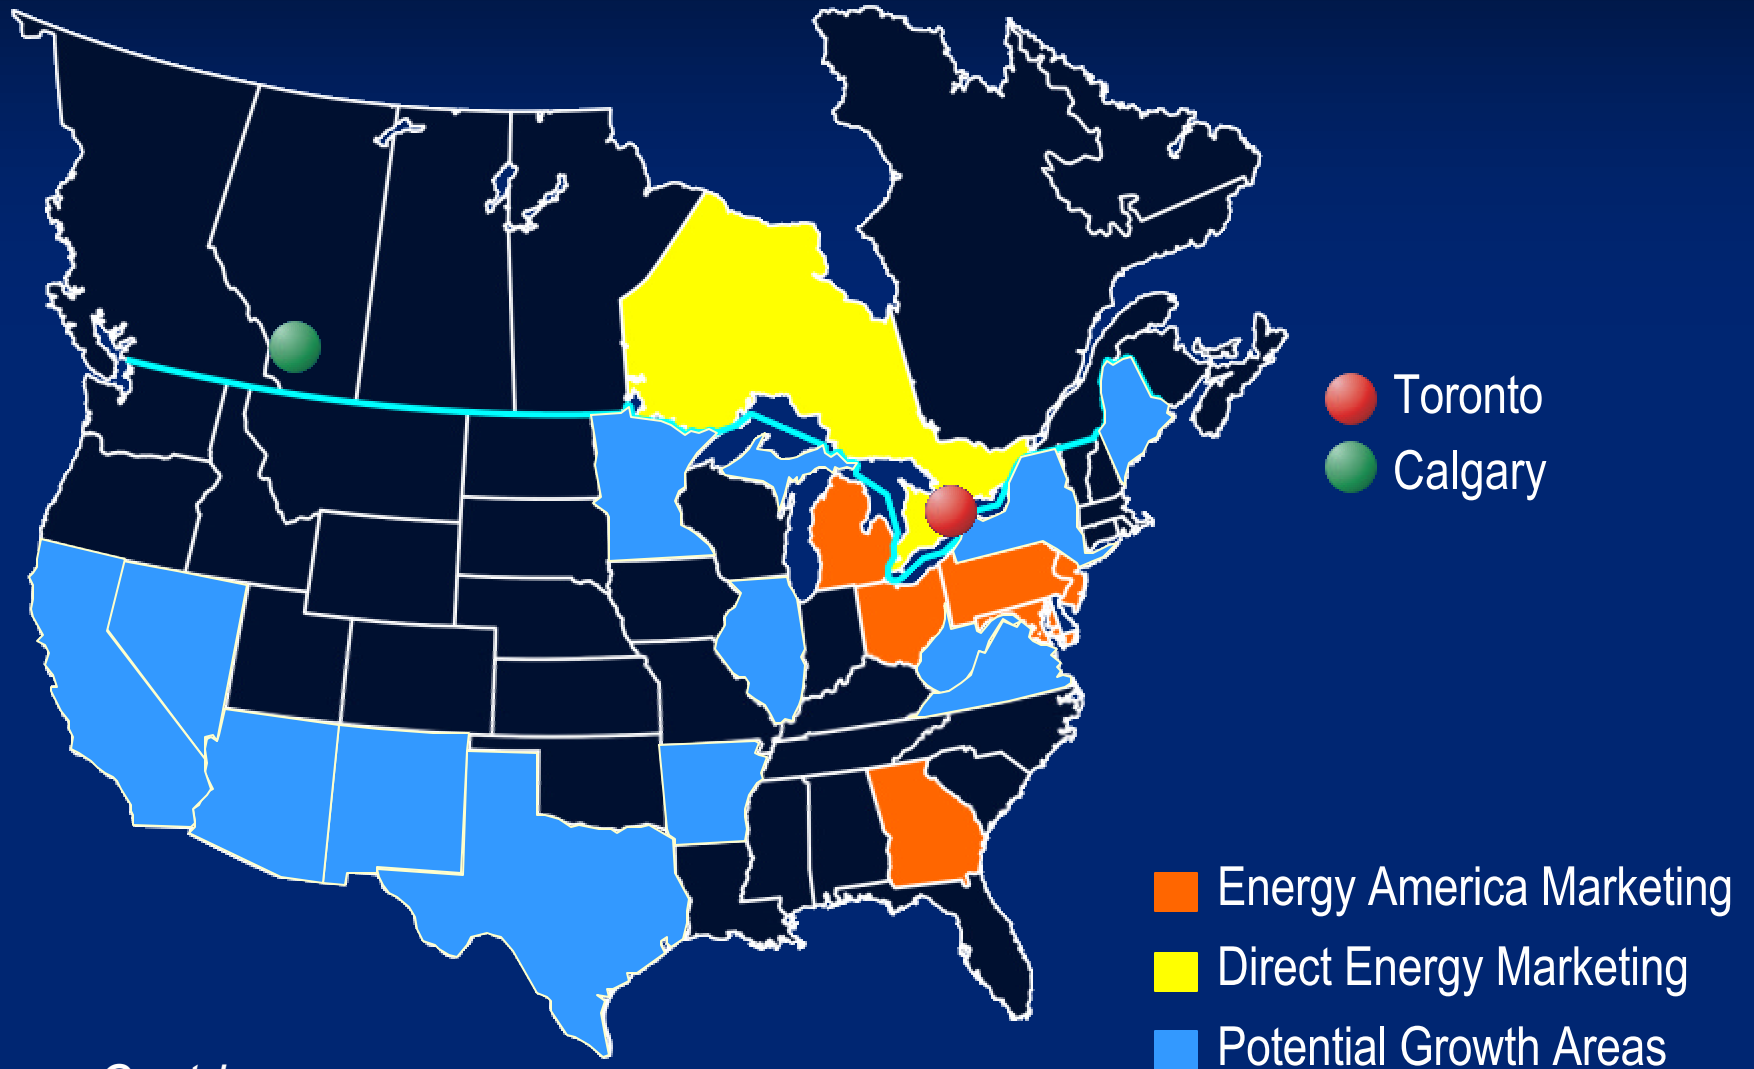 Toronto
Calgary
Energy America Marketing
Direct Energy Marketing
Potential Growth Areas